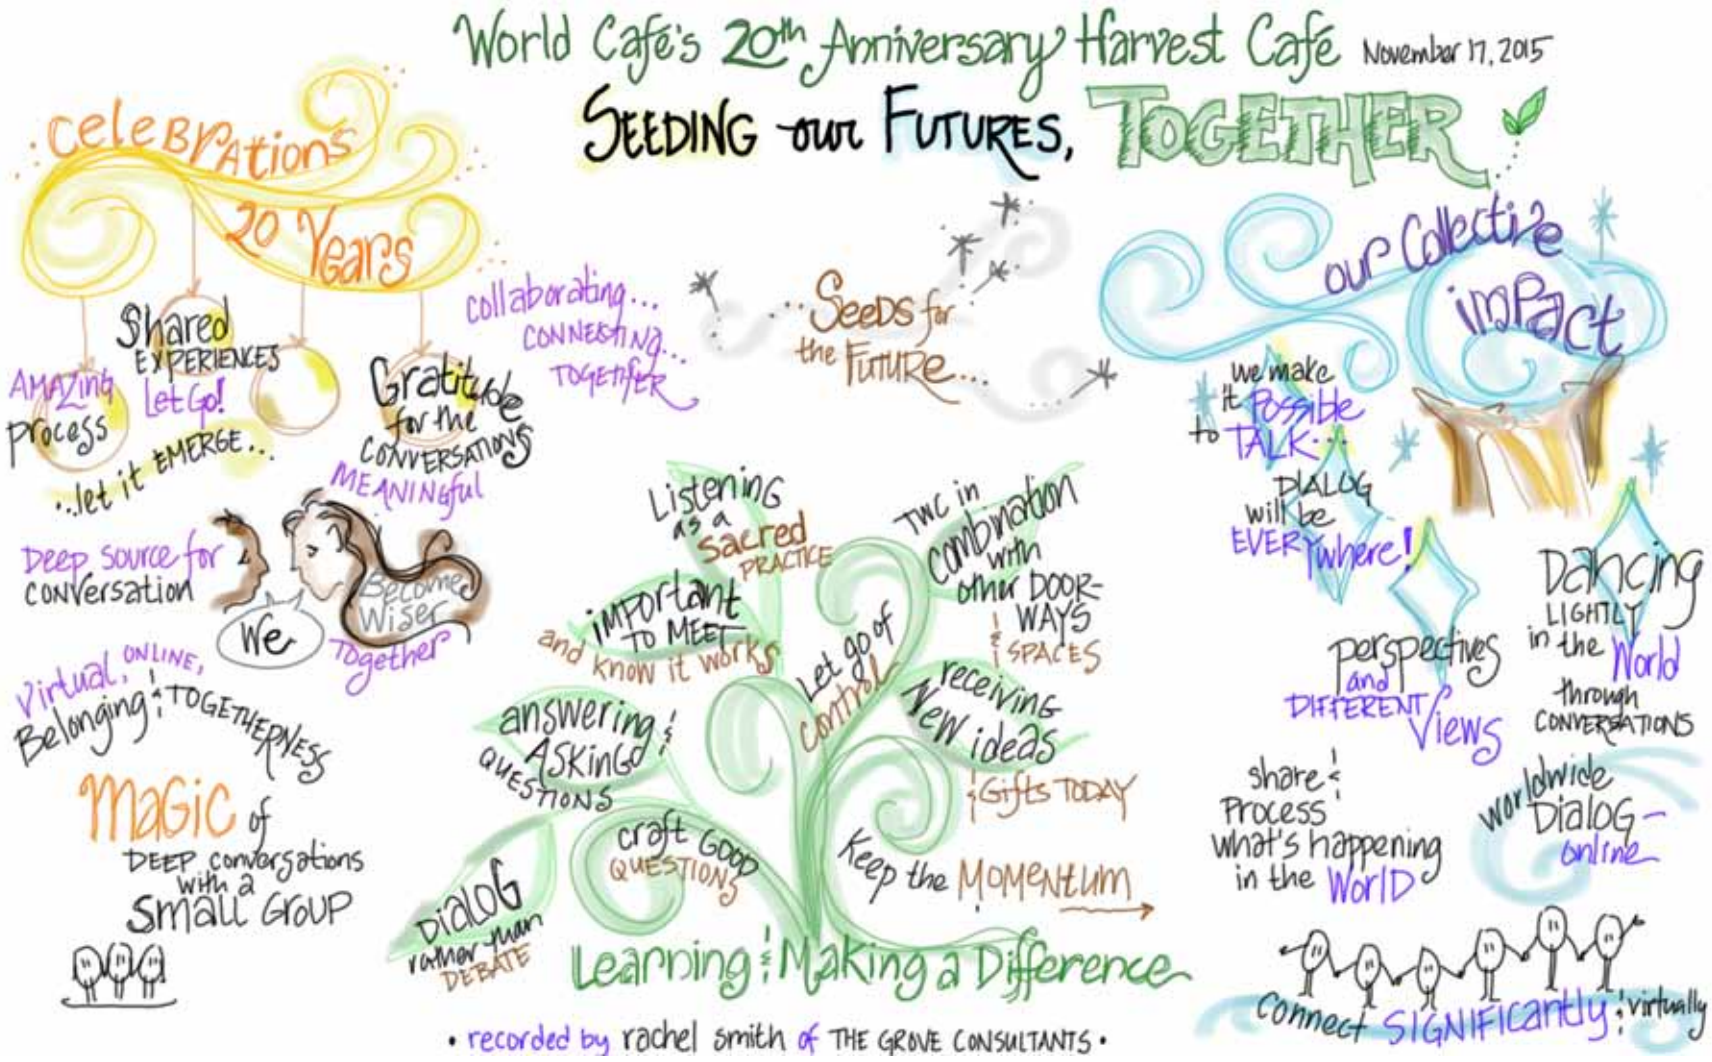 World Café's 20th Anniversary Harvest Café November 17, 2015
SEEDING our FUTURES, TOGETHER
CELEBRATIONS
20 Years
AMAZING
process
Shared
EXPERIENCES
Let Go!
...let it EMERGE...
Gratitude
for the
CONVERSATIONS
MEANINGful
collaborating...
CONNECTING...
TOGETHER
DEEP source for
CONVERSATION
We
Become
Wiser
Together
Virtual, ONLINE,
Belonging & TOGETHERNESS
MAGIC of
DEEP conversations
with a
SMALL GROUP
SEEDS for
the FUTURE...
Listening
as a
sacred
PRACTICE
IMPORTANT
TO MEET
and know it works
answering &
ASKING
QUESTIONS
craft GOOD
QUESTIONS
DIALOG
rather than
DEBATE
Let go of
control
TWC in
combination
with
other DOOR-
WAYS
& SPACES
receiving
New ideas
& Gifts TODAY
Keep the MOMENTUM
Learning & Making a Difference
our Collective
impact
we make
it Possible
to TALK...
DIALOG
will be
EVERYwhere!
perspectives
and
DIFFERENT Views
Dancing
LIGHTLY
in the World
through
CONVERSATIONS
share &
Process
what's happening
in the WORLD
worldwide
DIALOG -
online
connect SIGNIFICANTLY & virtually
• recorded by rachel smith of THE GROVE CONSULTANTS •